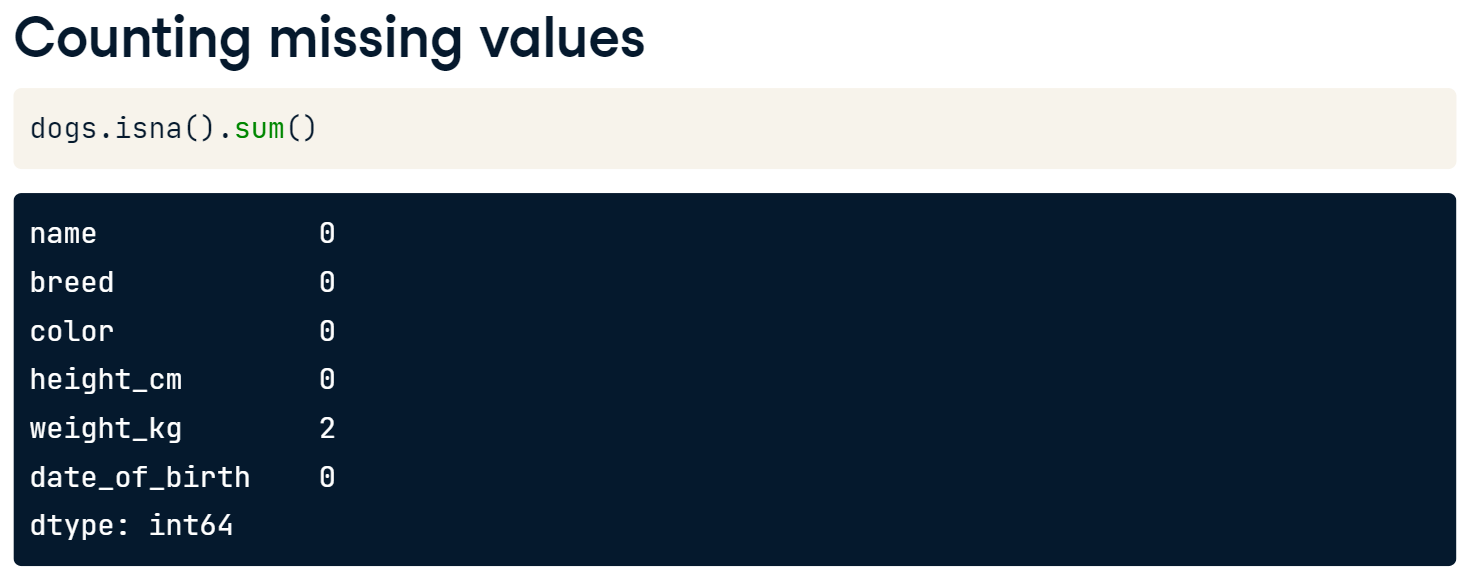 Counting missing values
dogs.isna().sum()
name             0
breed            0
color            0
height_cm        0
weight_kg        2
date_of_birth    0
dtype: int64